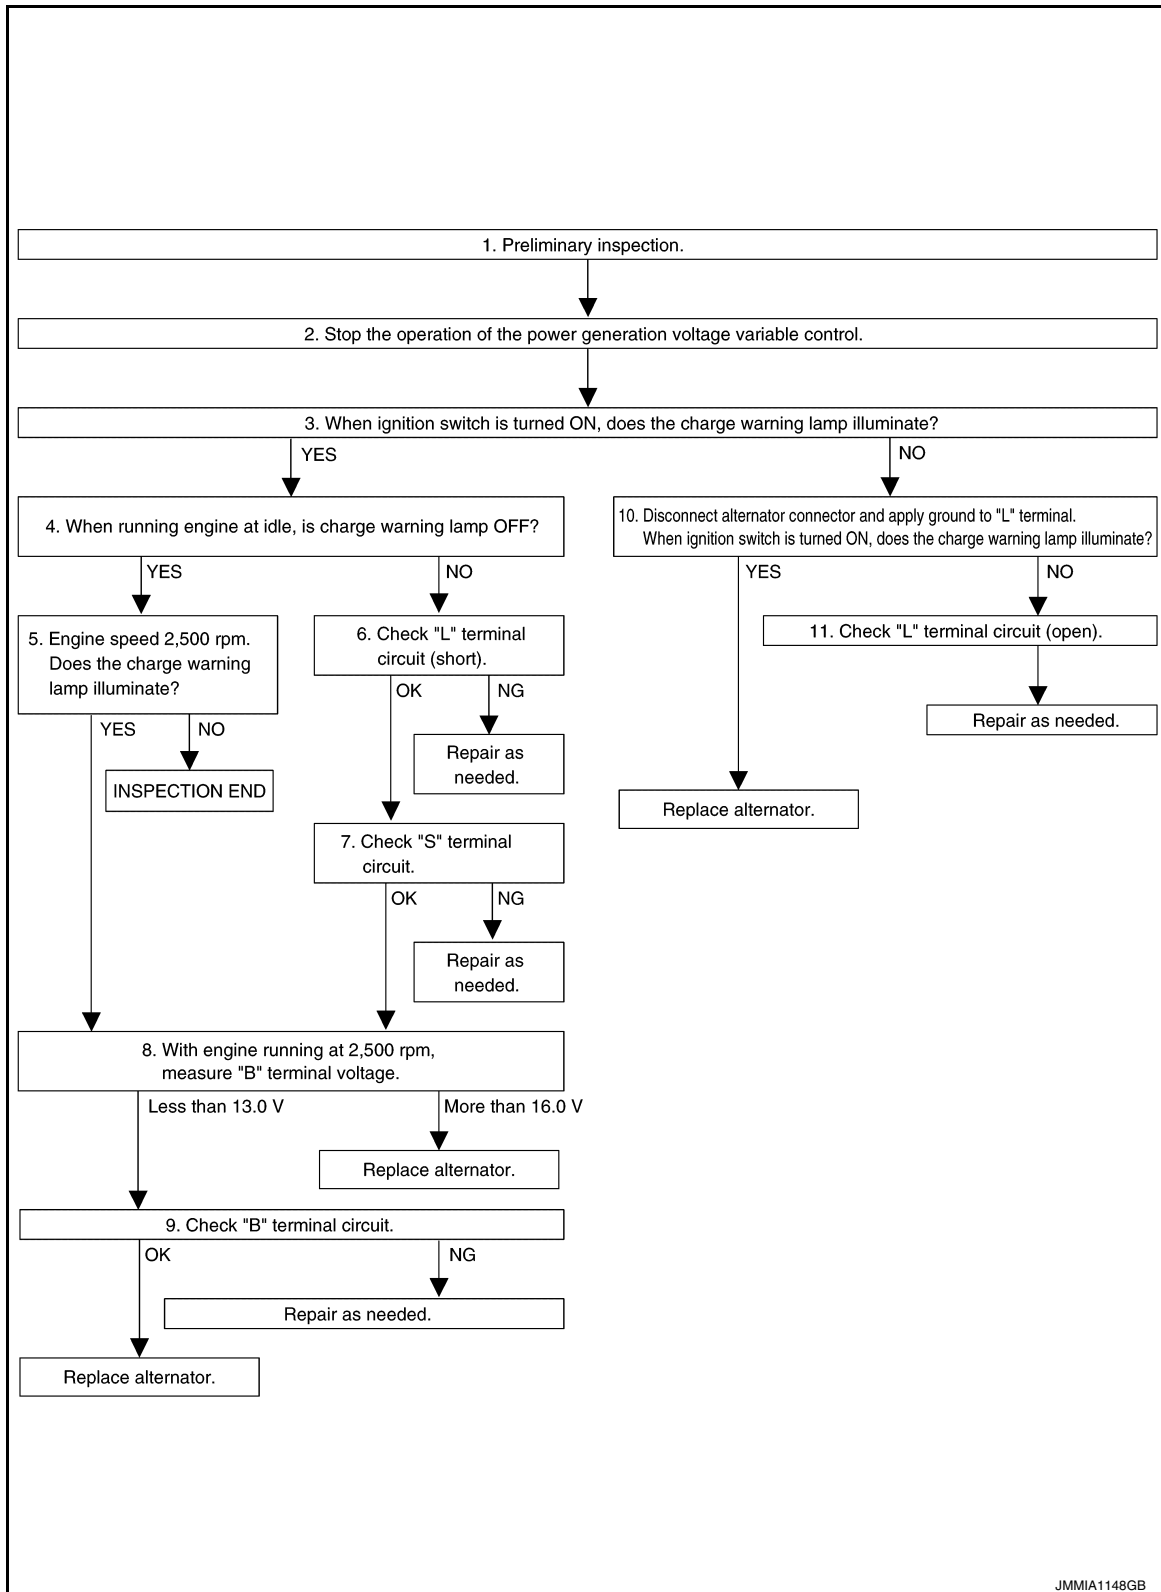 1. Preliminary inspection.
2. Stop the operation of the power generation voltage variable control.
3. When ignition switch is turned ON, does the charge warning lamp illuminate?
YES
NO
4. When running engine at idle, is charge warning lamp OFF?
10. Disconnect alternator connector and apply ground to "L" terminal.
When ignition switch is turned ON, does the charge warning lamp illuminate?
YES
NO
YES
NO
5. Engine speed 2,500 rpm.
Does the charge warning
lamp illuminate?
6. Check "L" terminal
circuit (short).
11. Check "L" terminal circuit (open).
OK
NG
YES
NO
Repair as needed.
Repair as
needed.
INSPECTION END
Replace alternator.
7. Check "S" terminal
circuit.
OK
NG
Repair as
needed.
8. With engine running at 2,500 rpm,
measure "B" terminal voltage.
Less than 13.0 V
More than 16.0 V
Replace alternator.
9. Check "B" terminal circuit.
OK
NG
Repair as needed.
Replace alternator.
JMMIA1148GB